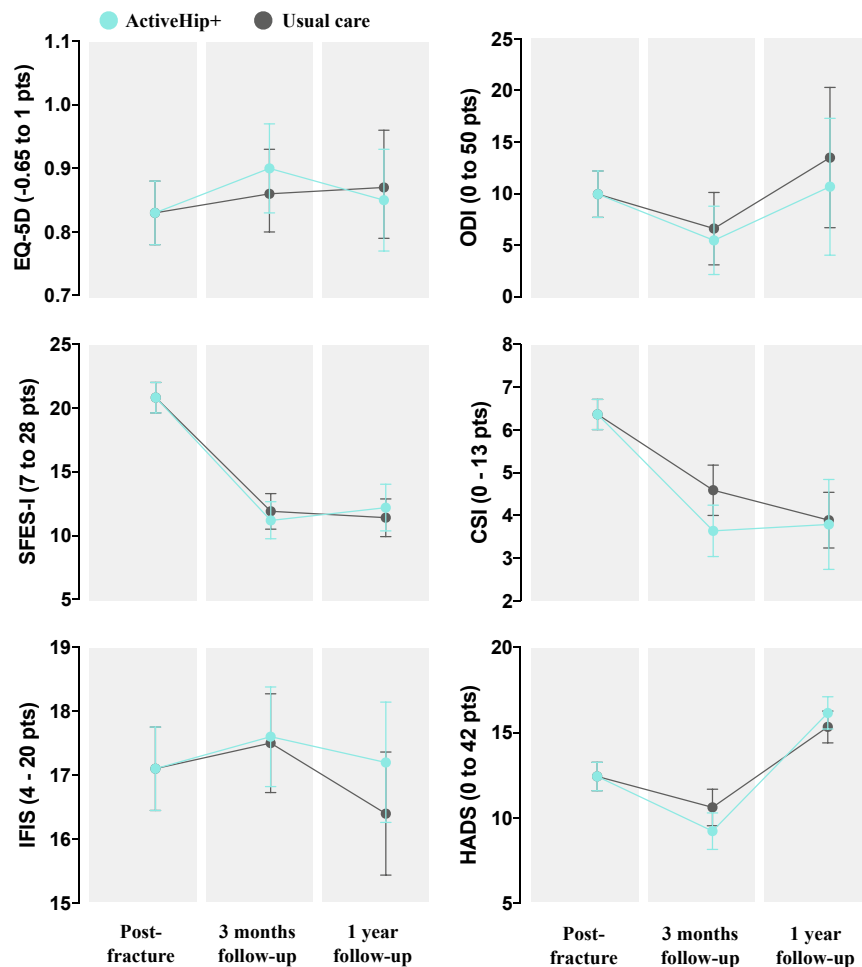 ActiveHip+ Usual care
EQ-5D (-0.65 to 1 pts)
1.1
1.0
0.9
0.8
0.7
ODI (0 to 50 pts)
25
20
15
10
5
0
SFES-I (7 to 28 pts)
25
20
15
10
5
CSI (0 - 13 pts)
8
7
6
5
4
3
2
IFIS (4 - 20 pts)
19
18
17
16
15
HADS (0 to 42 pts)
20
15
10
5
Post-
fracture
3 months
follow-up
1 year
follow-up
Post-
fracture
3 months
follow-up
1 year
follow-up